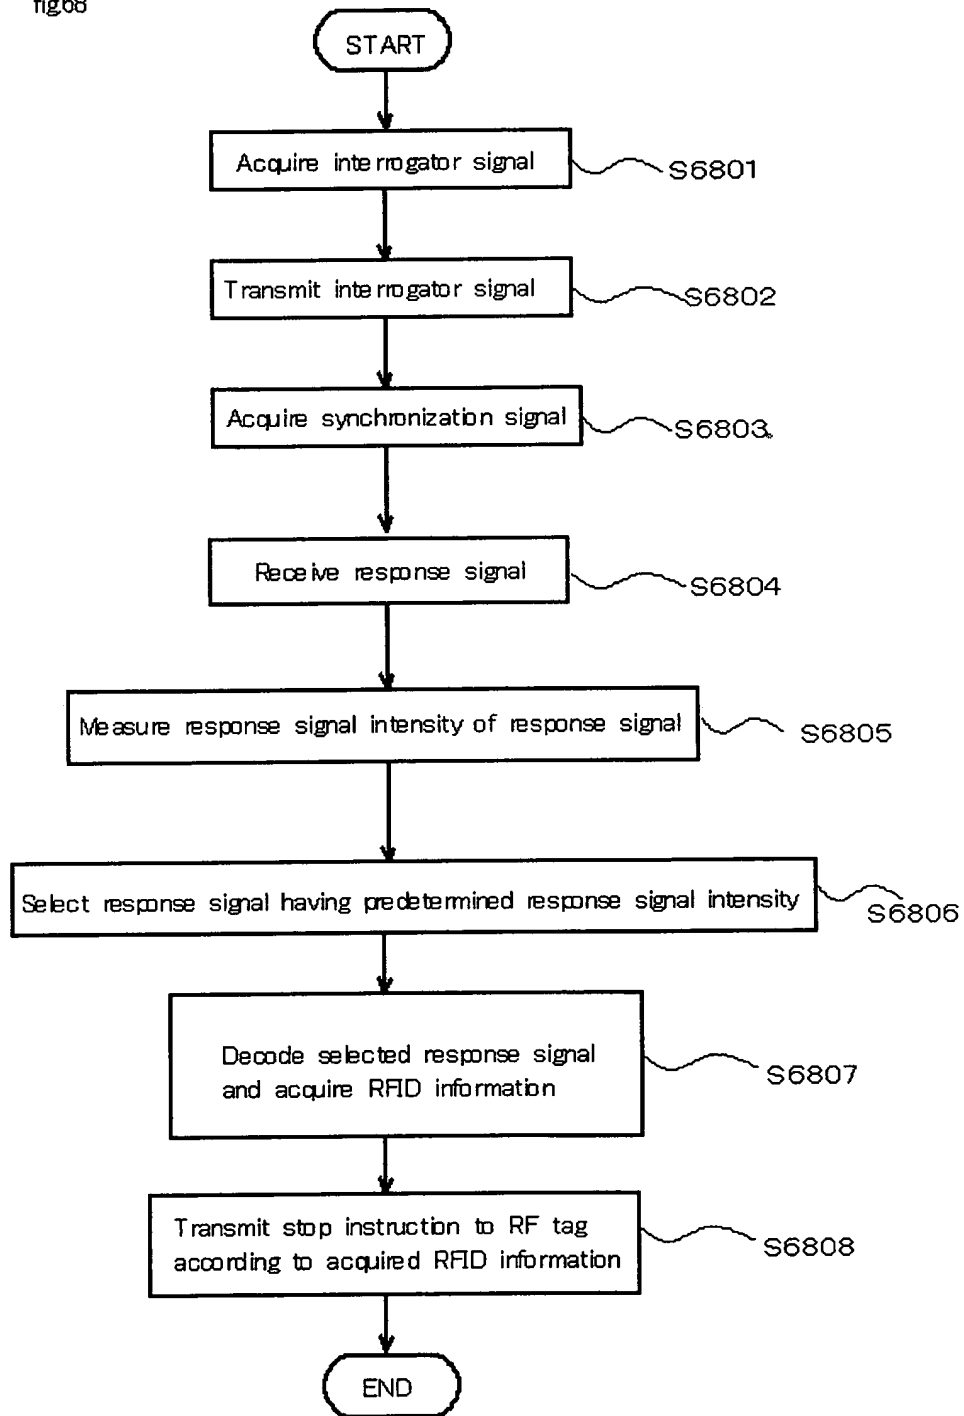 fig.68
START
Acquire interrogator signal
S6801
Transmit interrogator signal
S6802
Acquire synchronization signal
S6803。
Receive response signal
S6804
Measure response signal intensity of response signal
S6805
Select response signal having predetermined response signal intensity
S6806
Decode selected response signal
and acquire RFID information
S6807
Transmit stop instruction to RF tag
according to acquired RFID information
S6808
END